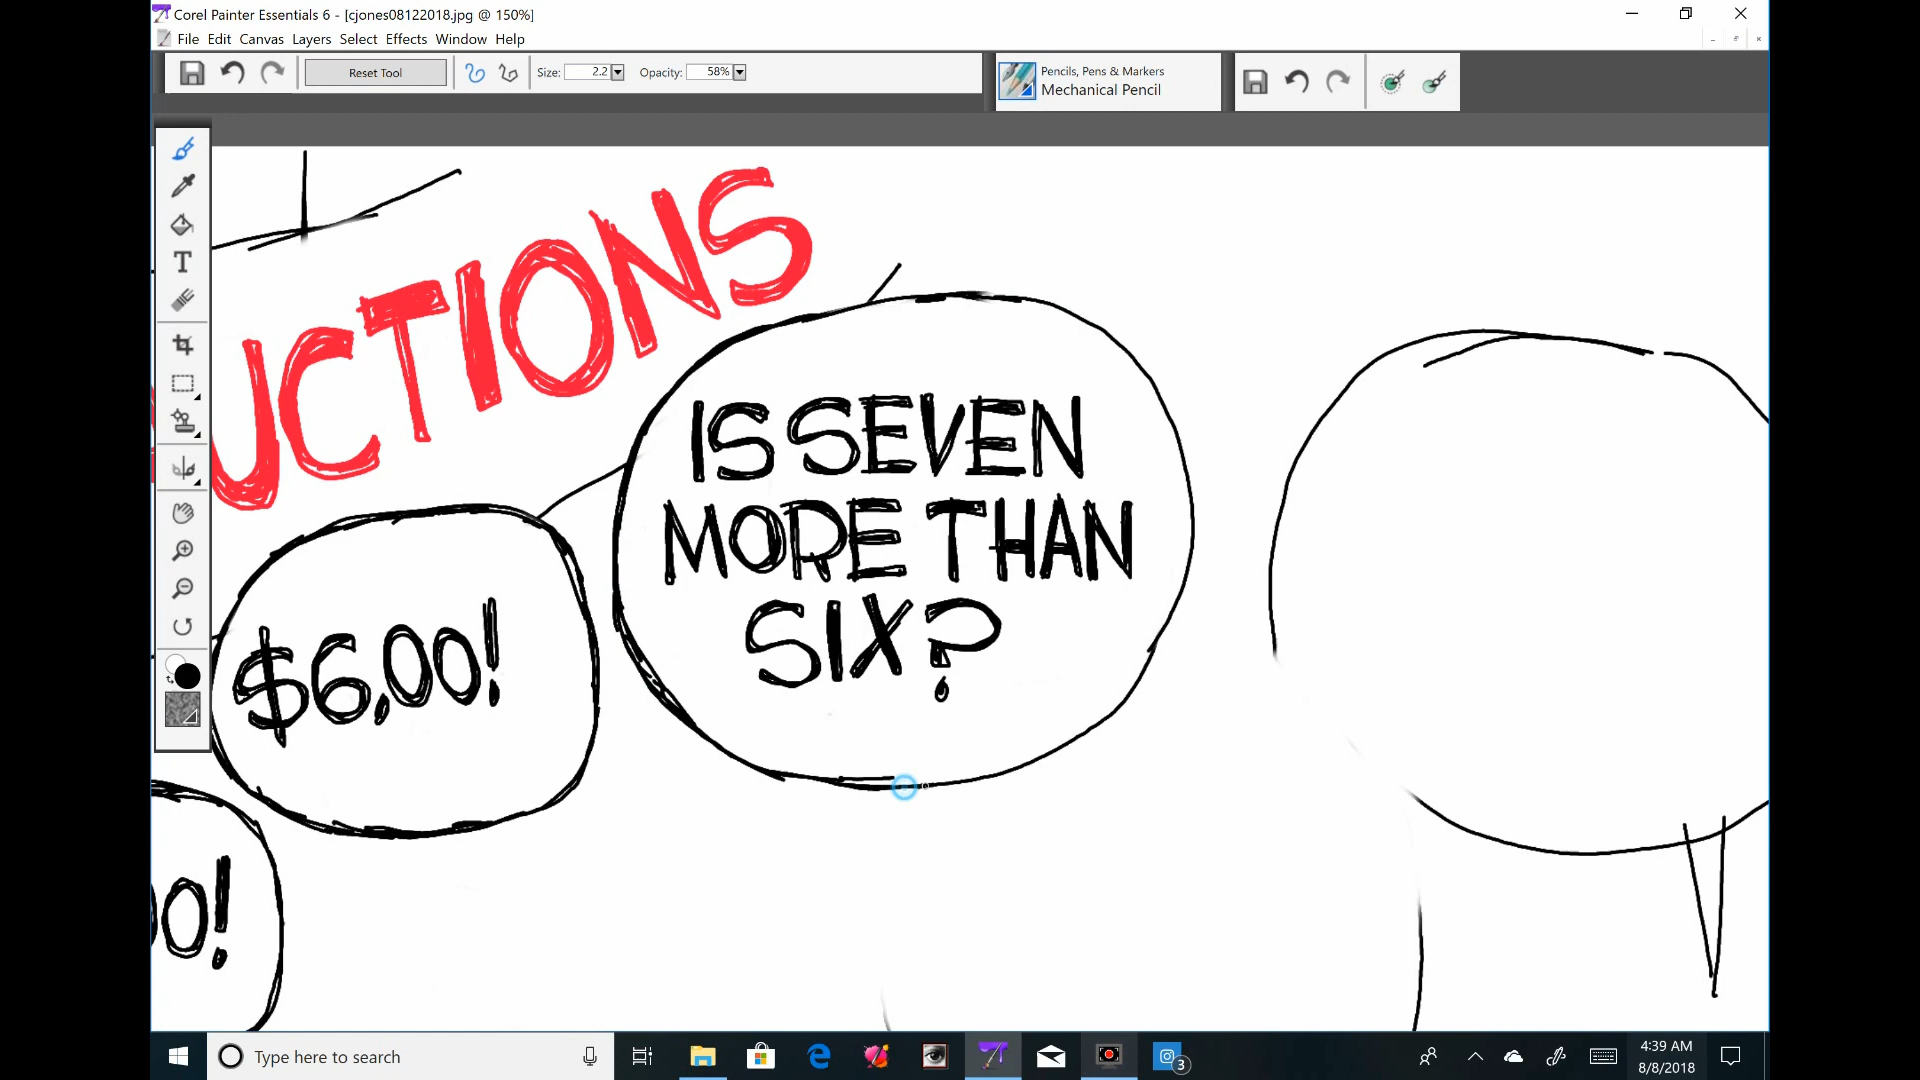 Corel Painter Essentials 6 - [cjones08122018.jpg @ 150%]
File Edit Canvas Layers Select Effects Window Help
Reset Tool
Size: 2.2
Opacity: 58%
Pencils, Pens & Markers
Mechanical Pencil
T
UCTIONS
IS SEVEN
MORE THAN
SIX?
$6,00!
0!
Type here to search
3
4:39 AM
8/8/2018